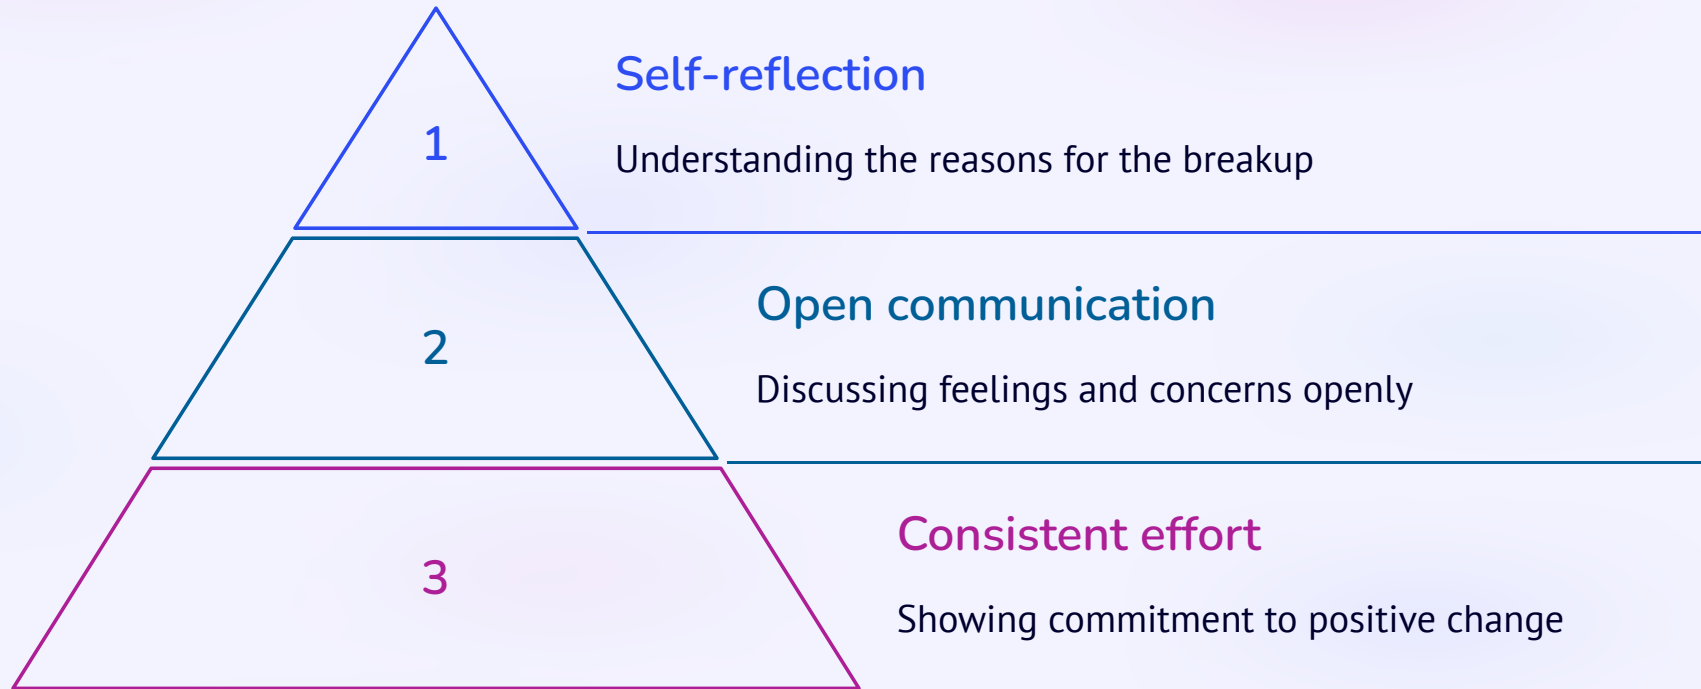 1
Self-reflection
Understanding the reasons for the breakup
2
Open communication
Discussing feelings and concerns openly
3
Consistent effort
Showing commitment to positive change